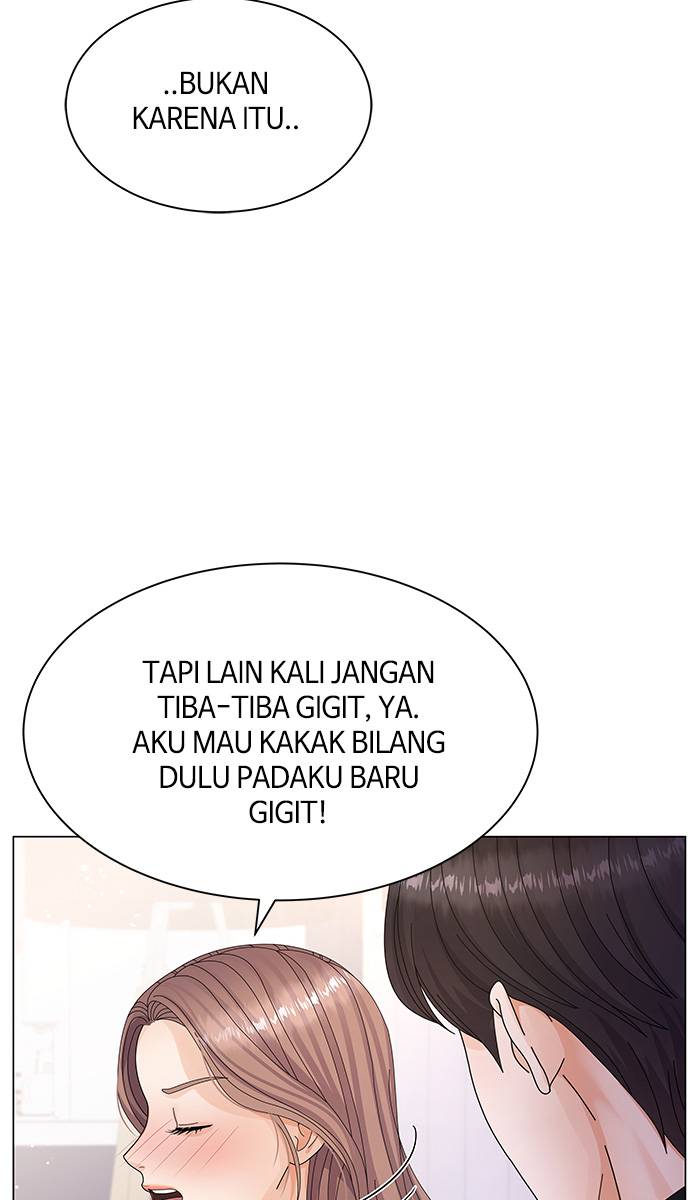 ..BUKAN
KARENA ITU..
TAPI LAIN KALI JANGAN
TIBA-TIBA GIGIT, YA.
AKU MAU KAKAK BILANG
DULU PADAKU BARU
GIGIT!